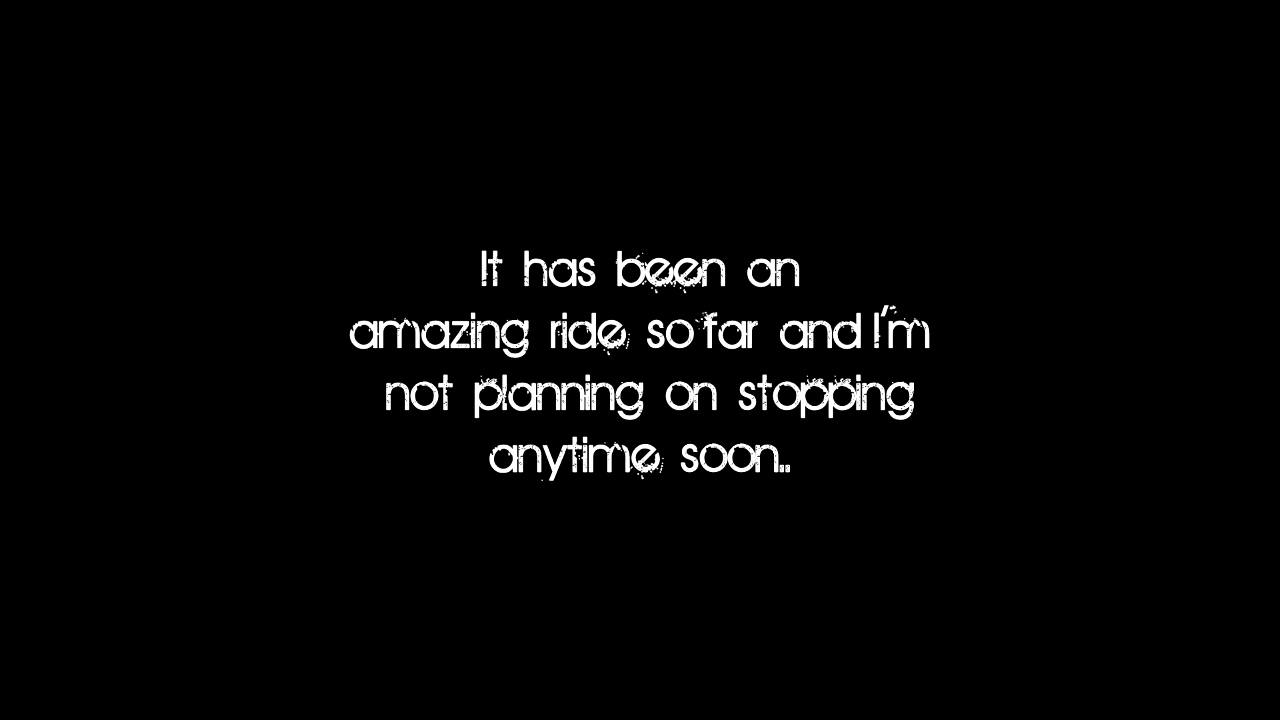 It has been an
amazing ride so far and I'm
not planning on stopping
anytime soon..